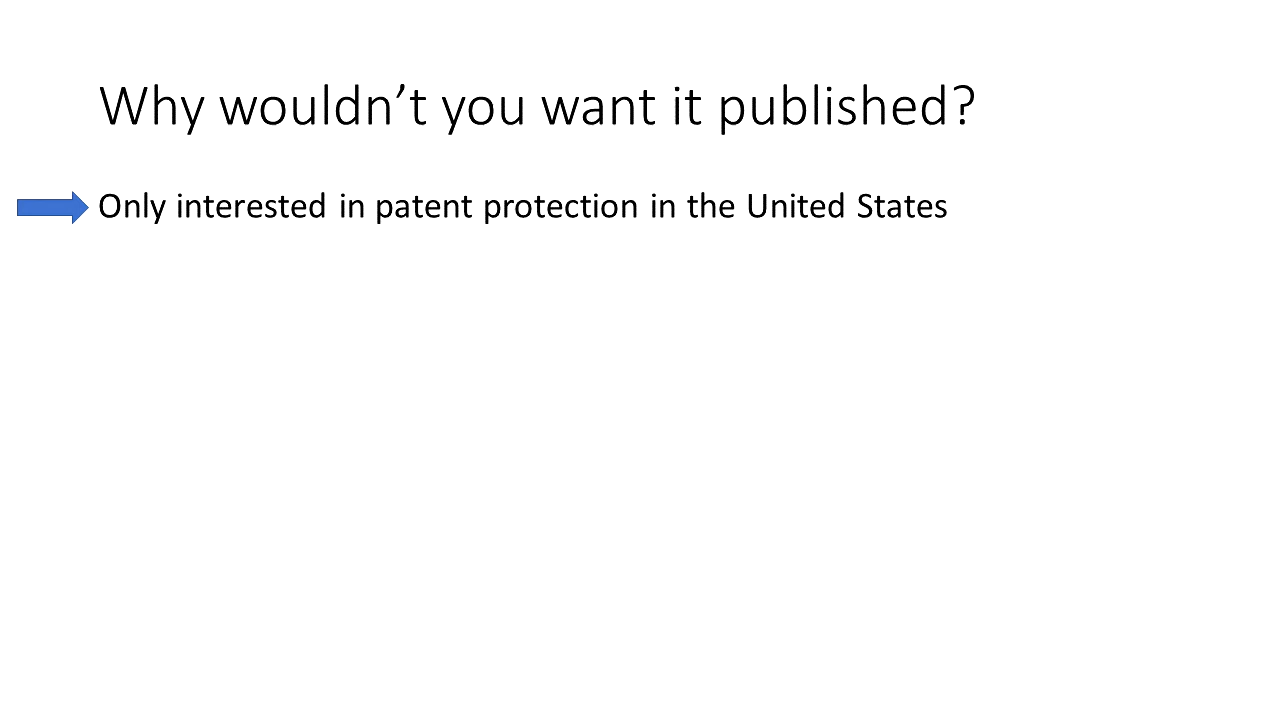 Why wouldn’t you want it published?
Only interested in patent protection in the United States